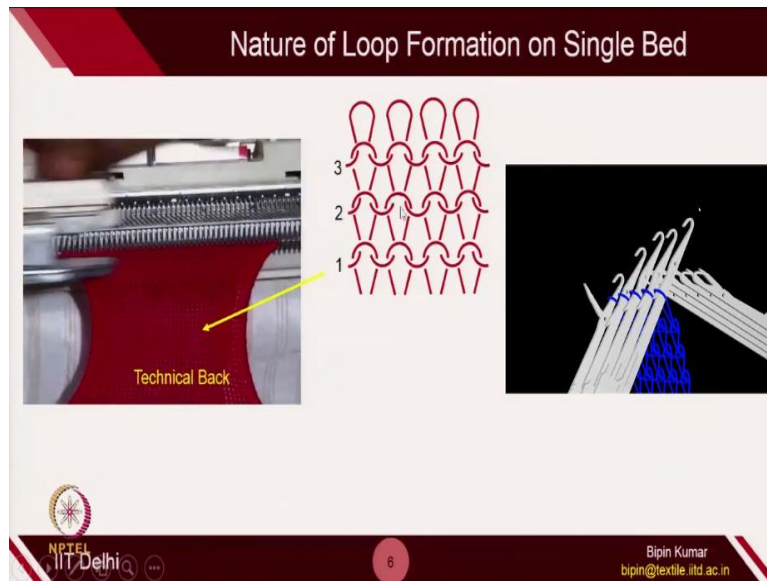 Nature of Loop Formation on Single Bed
3
2
1
Technical Back
NPTEL
IIT Delhi
6
Bipin Kumar
bipin@textile.iitd.ac.in